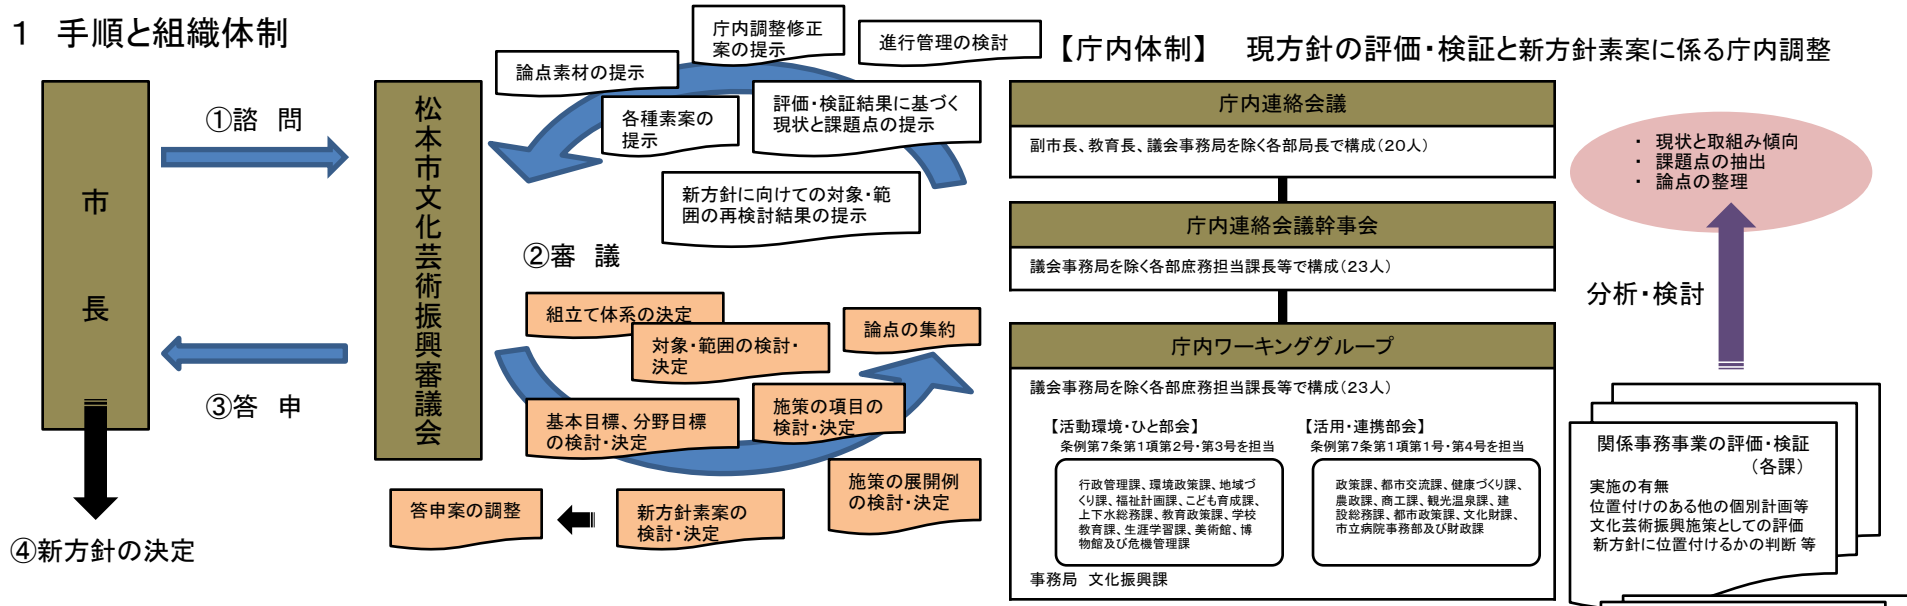 1　手順と組織体制
市
長
①諮　問
③答　申
④新方針の決定
松本市文化芸術振興審議会
庁内調整修正
案の提示
進行管理の検討
論点素材の提示
各種素案の
提示
評価・検証結果に基づく
現状と課題点の提示
新方針に向けての対象・範
囲の再検討結果の提示
②審　議
組立て体系の決定
対象・範囲の検討・
決定
論点の集約
基本目標、分野目標
の検討・決定
施策の項目の
検討・決定
施策の展開例
の検討・決定
新方針素案の
検討・決定
答申案の調整
【庁内体制】　現方針の評価・検証と新方針素案に係る庁内調整
庁内連絡会議
副市長、教育長、議会事務局を除く各部局長で構成（20人）
庁内連絡会議幹事会
議会事務局を除く各部庶務担当課長等で構成（23人）
庁内ワーキンググループ
議会事務局を除く各部庶務担当課長等で構成（23人）
【活動環境・ひと部会】
条例第7条第1項第2号・第3号を担当
行政管理課、環境政策課、地域づ
くり課、福祉計画課、こども育成課、
上下水総務課、教育政策課、学校
教育課、生涯学習課、美術館、博
物館及び危機管理課
【活用・連携部会】
条例第7条第1項第1号・第4号を担当
政策課、都市交流課、健康づくり課、
農政課、商工課、観光温泉課、建
設総務課、都市政策課、文化財課、
市立病院事務部及び財政課
事務局　文化振興課
・　現状と取組み傾向
・　課題点の抽出
・　論点の整理
分析・検討
関係事務事業の評価・検証
（各課）
実施の有無
位置付けのある他の個別計画等
文化芸術振興施策としての評価
新方針に位置付けるかの判断 等